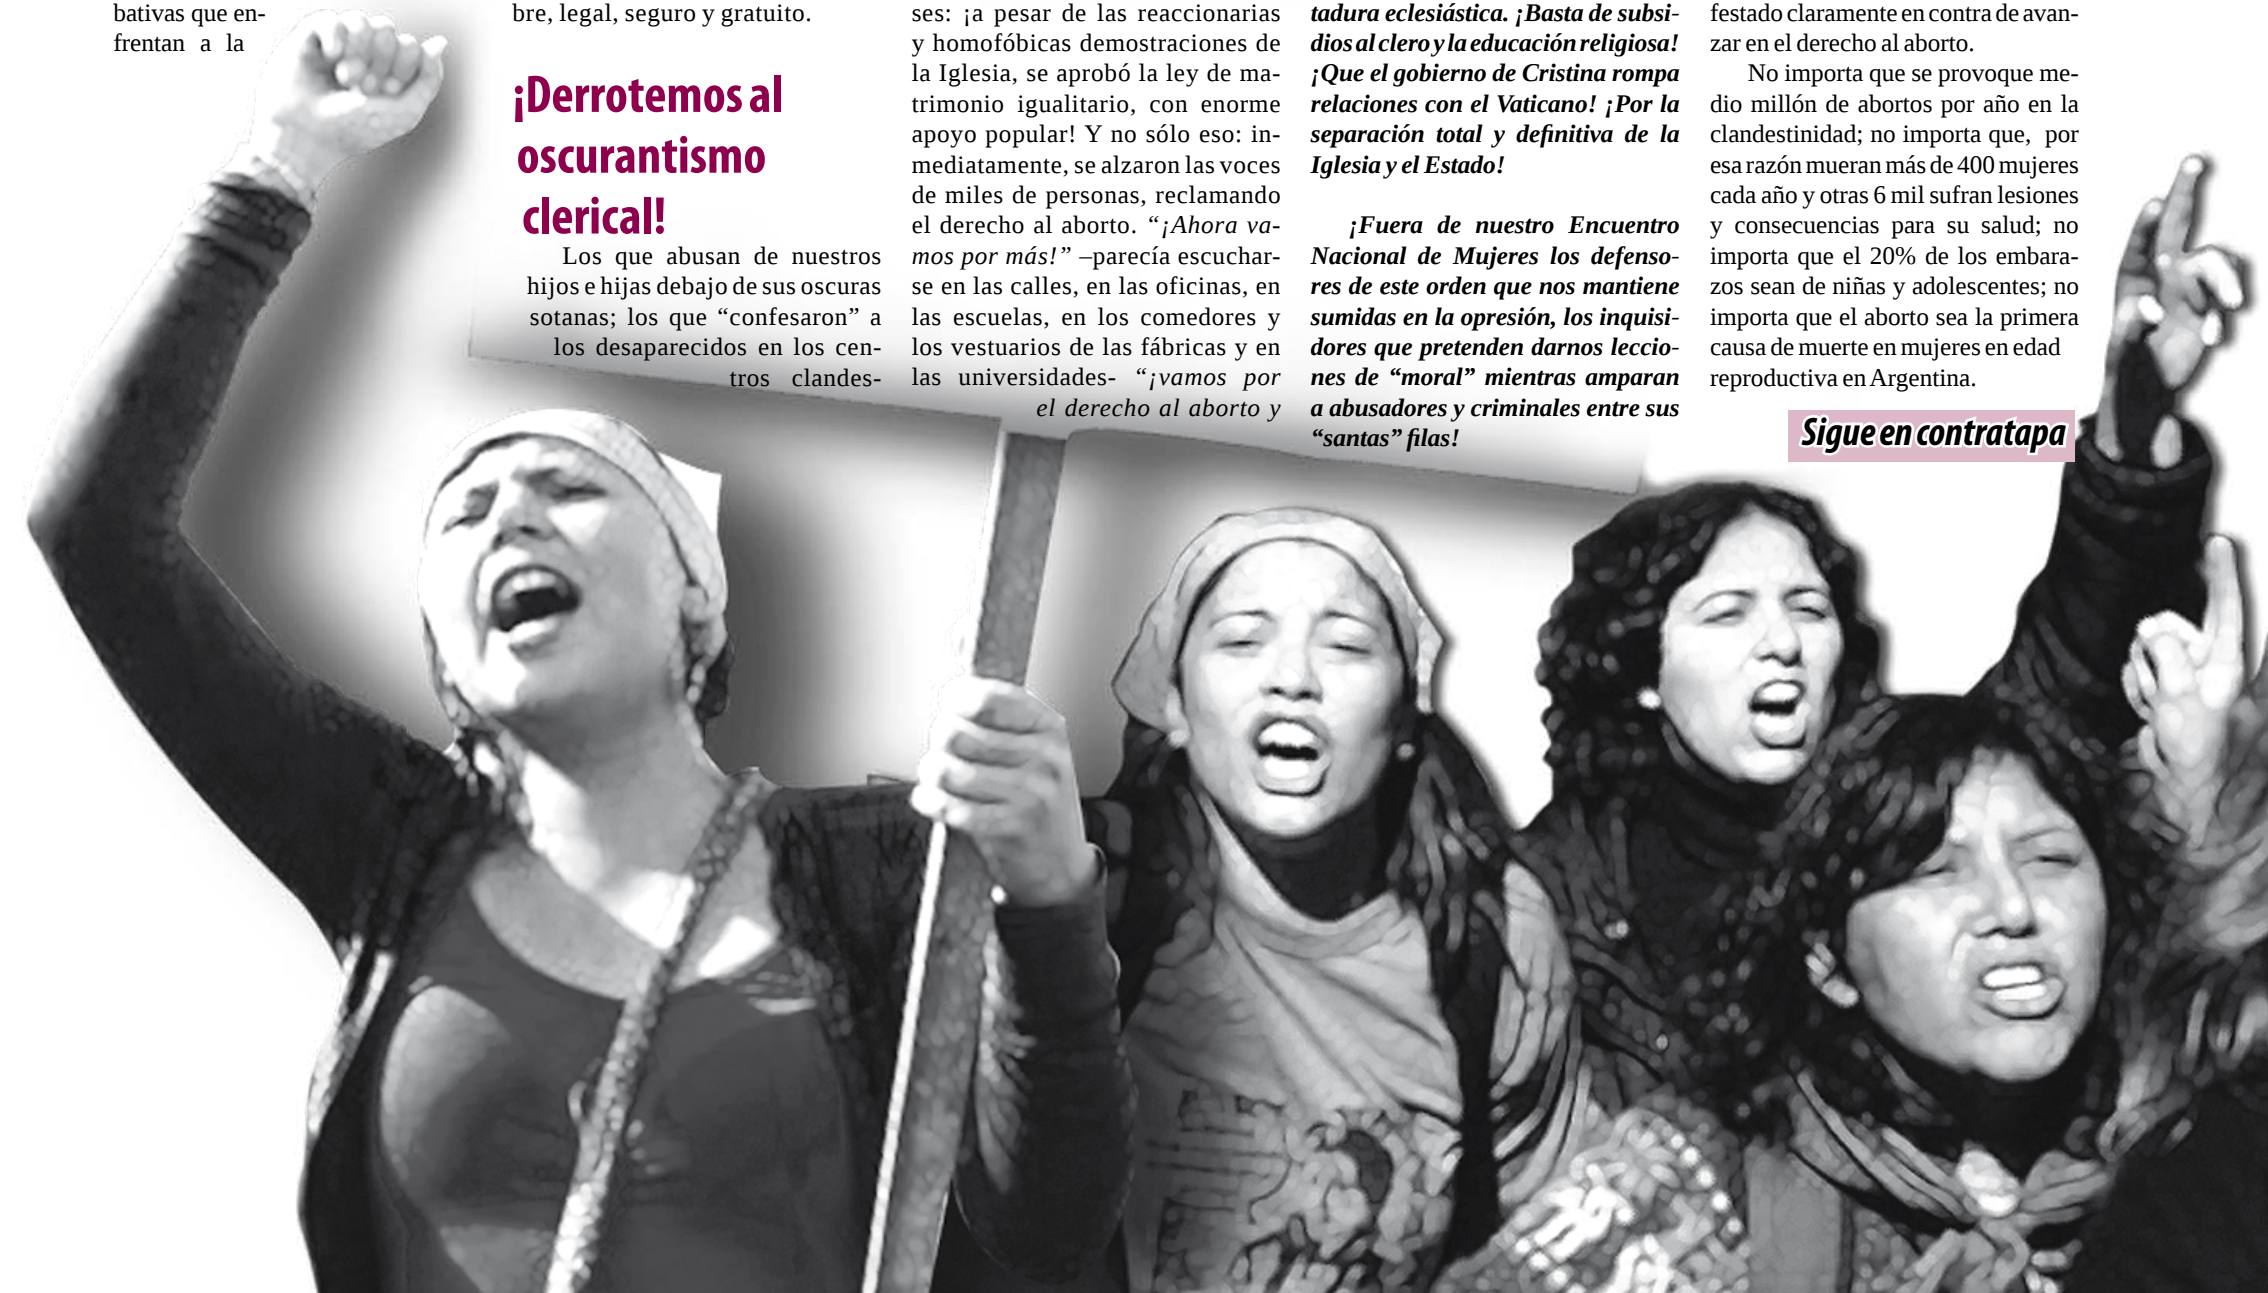 bativas que en-
frentan a la
bre, legal, seguro y gratuito.
¡Derrotemos al
oscurantismo
clerical!
Los que abusan de nuestros
hijos e hijas debajo de sus oscuras
sotanas; los que “confesaron” a
los desaparecidos en los cen-
tros clandes-
ses: ¡a pesar de las reaccionarias
y homofóbicas demostraciones de
la Iglesia, se aprobó la ley de ma-
trimonio igualitario, con enorme
apoyo popular! Y no sólo eso: in-
mediatamente, se alzaron las voces
de miles de personas, reclamando
el derecho al aborto. “¡Ahora va-
mos por más!” –parecía escuchar-
se en las calles, en las oficinas, en
las escuelas, en los comedores y
los vestuarios de las fábricas y en
las universidades- “¡vamos por
el derecho al aborto y
tadura eclesiástica. ¡Basta de subsi-
dios al clero y la educación religiosa!
¡Que el gobierno de Cristina rompa
relaciones con el Vaticano! ¡Por la
separación total y definitiva de la
Iglesia y el Estado!
¡Fuera de nuestro Encuentro
Nacional de Mujeres los defenso-
res de este orden que nos mantiene
sumidas en la opresión, los inquisi-
dores que pretenden darnos leccio-
nes de “moral” mientras amparan
a abusadores y criminales entre sus
“santas” filas!
festado claramente en contra de avan-
zar en el derecho al aborto.
No importa que se provoque me-
dio millón de abortos por año en la
clandestinidad; no importa que, por
esa razón mueran más de 400 mujeres
cada año y otras 6 mil sufran lesiones
y consecuencias para su salud; no
importa que el 20% de los embara-
zos sean de niñas y adolescentes; no
importa que el aborto sea la primera
causa de muerte en mujeres en edad
reproductiva en Argentina.
Sigue en contratapa